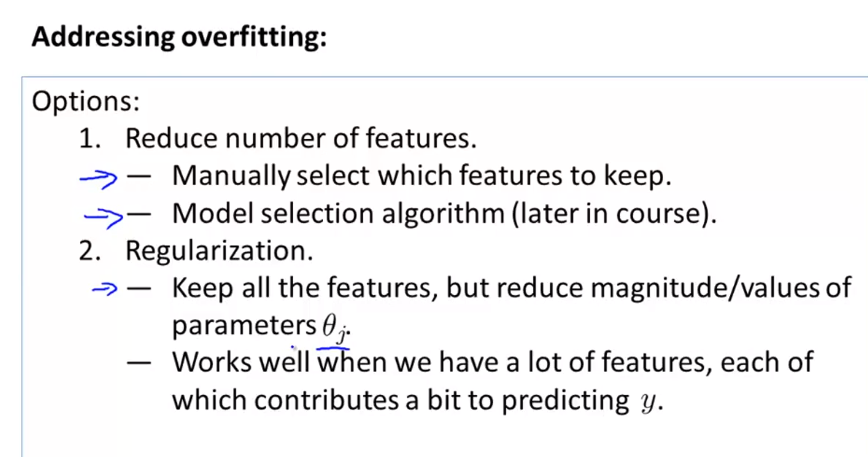 Addressing overfitting:
Options:
1. Reduce number of features.
— Manually select which features to keep.
— Model selection algorithm (later in course).
2. Regularization.
— Keep all the features, but reduce magnitude/values of
parameters θⱼ.
— Works well when we have a lot of features, each of
which contributes a bit to predicting y.